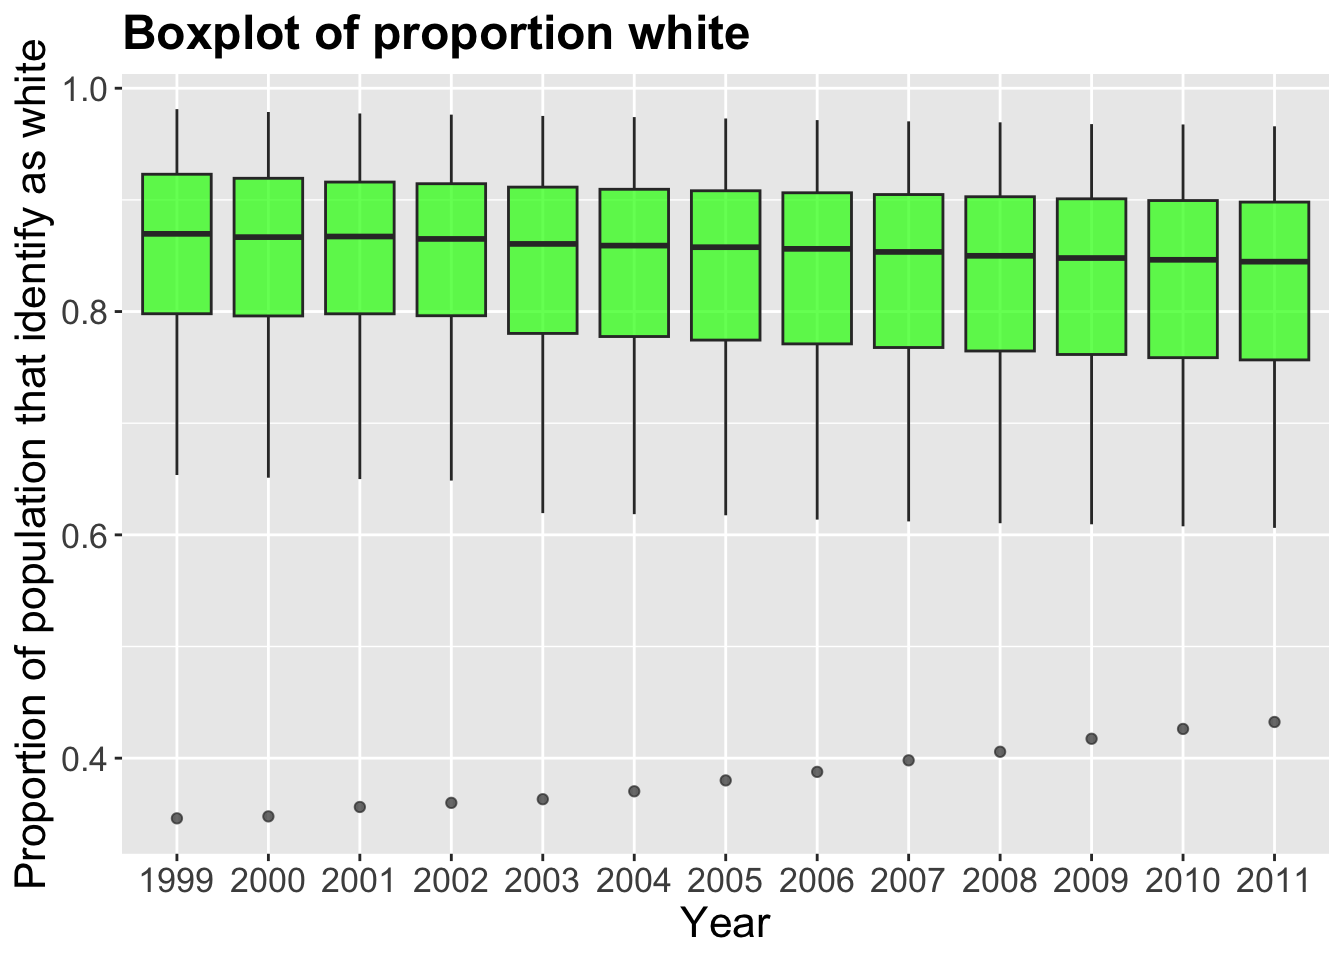 Boxplot of proportion white
Proportion of population that identify as white
1.0
0.8
0.6
0.4
1999 2000 2001 2002 2003 2004 2005 2006 2007 2008 2009 2010 2011
Year